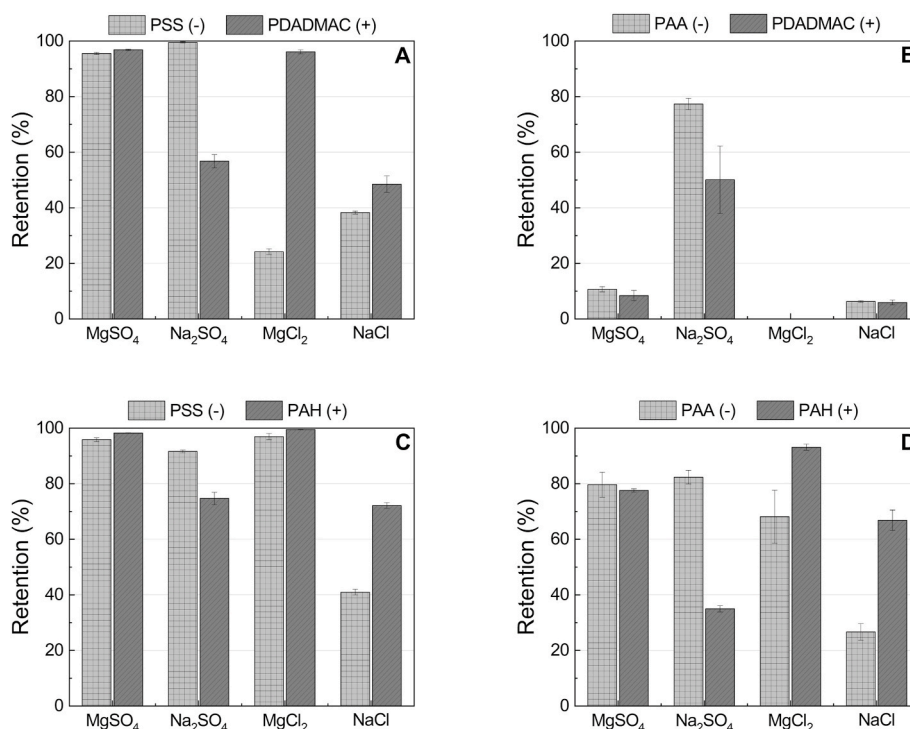 PSS (-) PDADMAC (+)
A
Retention (%)
100
80
60
40
20
0
MgSO₄ Na₂SO₄ MgCl₂ NaCl
PAA (-) PDADMAC (+)
Retention (%)
100
80
60
40
20
0
MgSO₄ Na₂SO₄ MgCl₂ NaCl
PSS (-) PAH (+)
C
Retention (%)
100
80
60
40
20
0
MgSO₄ Na₂SO₄ MgCl₂ NaCl
PAA (-) PAH (+)
D
Retention (%)
100
80
60
40
20
0
MgSO₄ Na₂SO₄ MgCl₂ NaCl